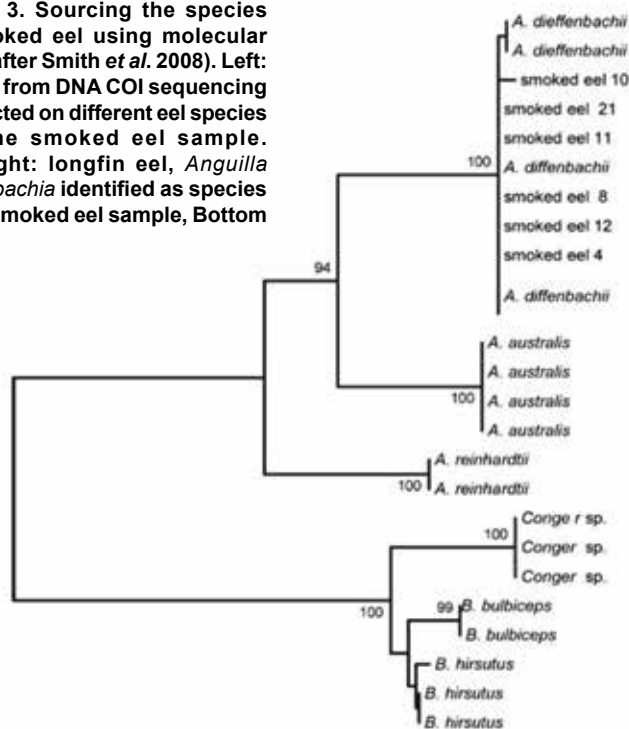 3. Sourcing the species
oked eel using molecular
after Smith et al. 2008). Left:
from DNA COI sequencing
cted on different eel species
he smoked eel sample.
ght: longfin eel, Anguilla
bachia identified as species
smoked eel sample, Bottom
A. dieffenbachii
A. dieffenbachii
smoked eel 10
smoked eel 21
smoked eel 11
100
A. diffenbachii
smoked eel 8
smoked eel 12
smoked eel 4
94
A. diffenbachii
A. australis
A. australis
100
A. australis
A. australis
A. reinhardtii
100
A. reinhardtii
Conge r sp.
100
Conger sp.
Conger sp.
99
B. bulbiceps
100
B. bulbiceps
B. hirsutus
B. hirsutus
B. hirsutus